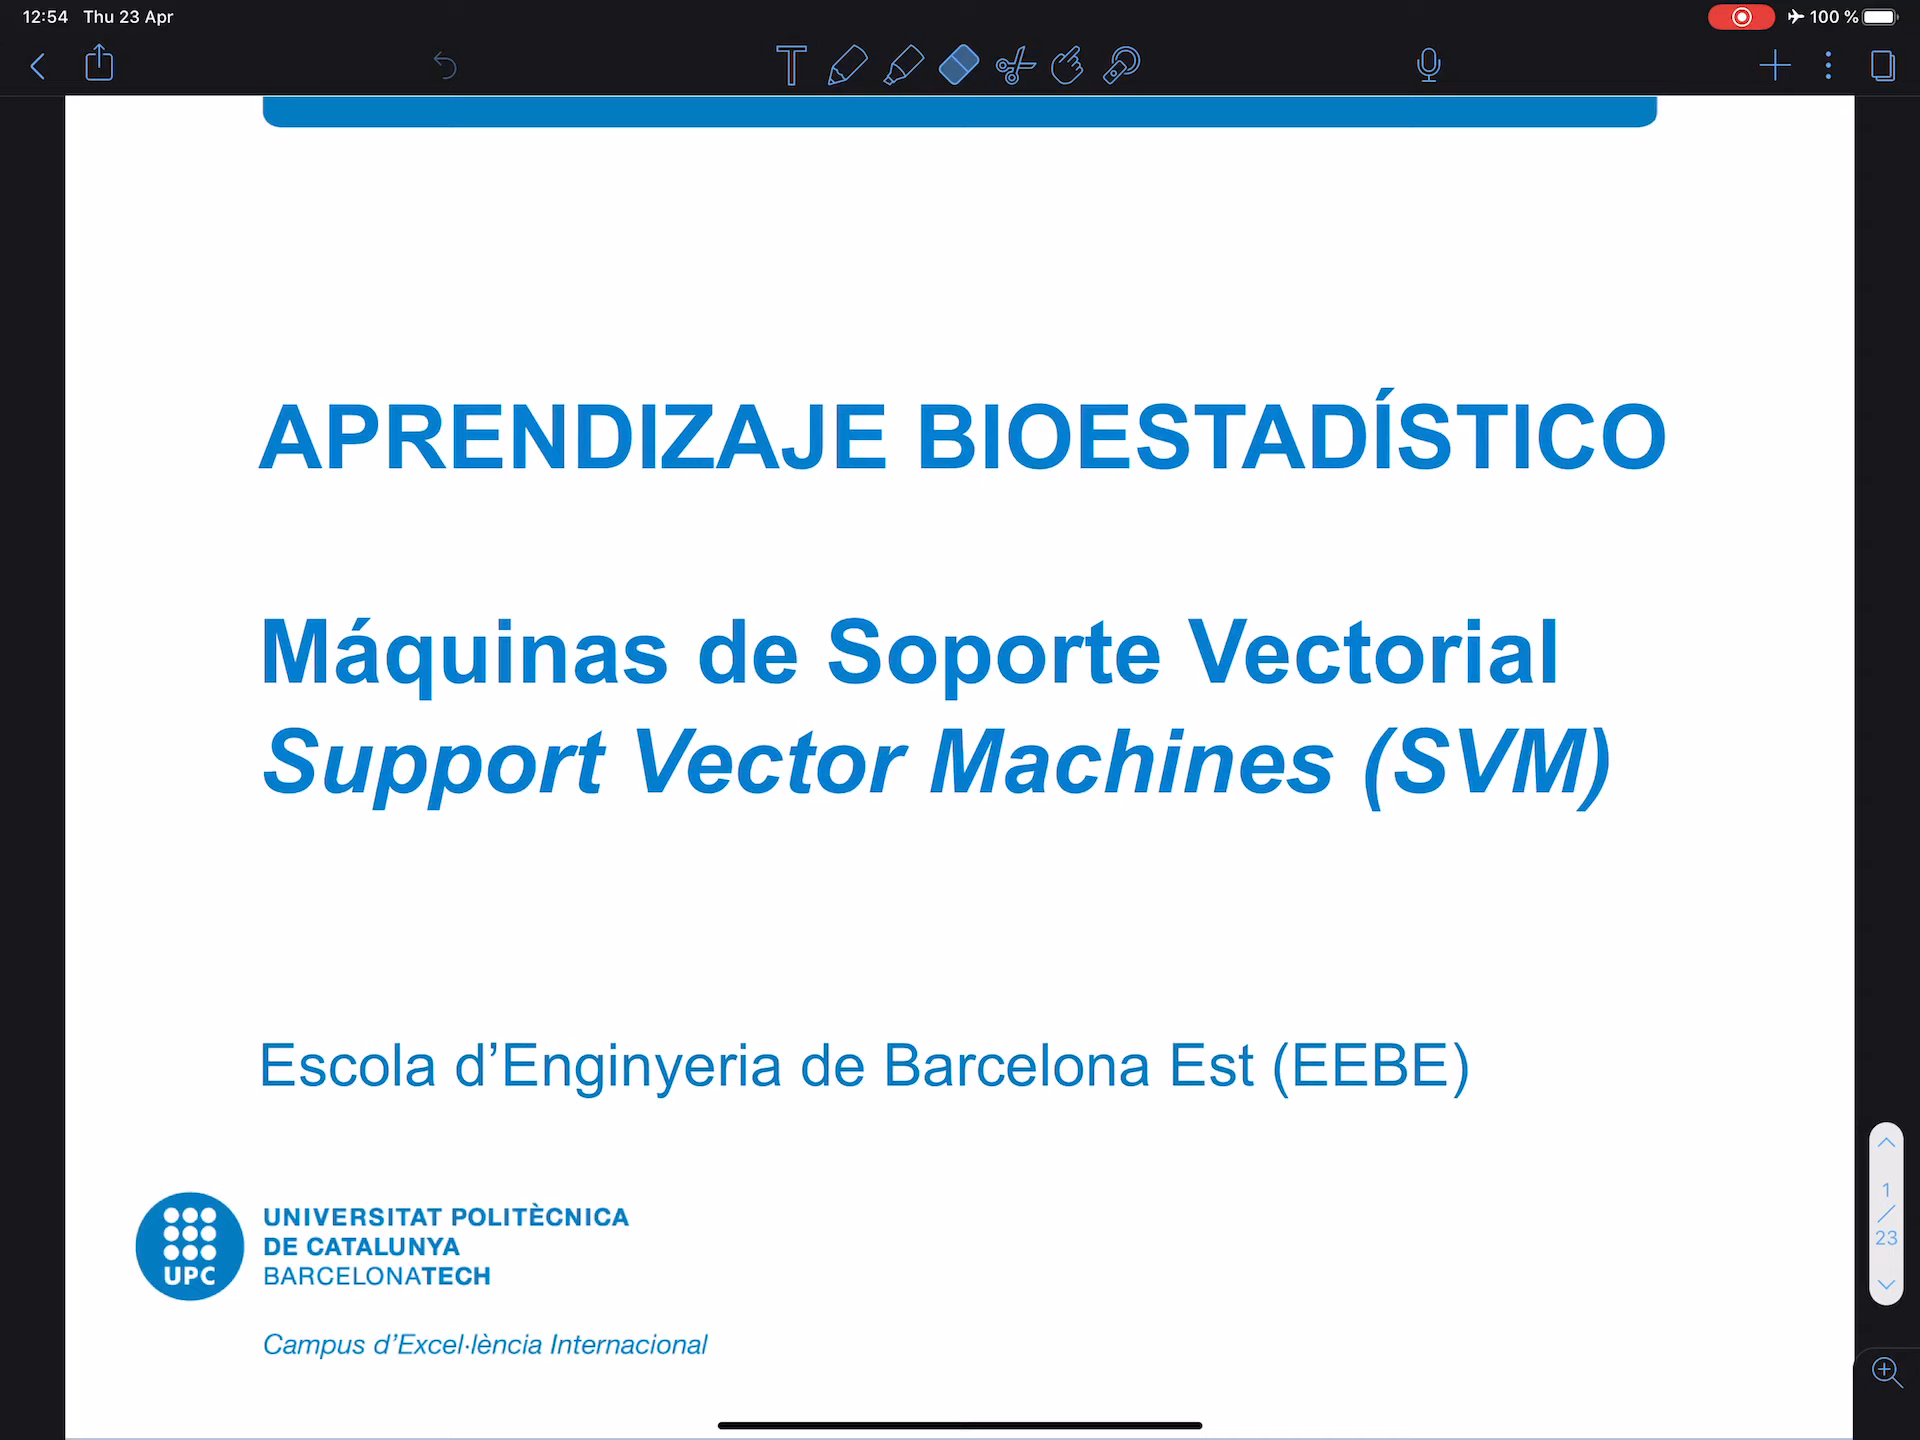 12:54 Thu 23 Apr
100 %
APRENDIZAJE BIOESTADÍSTICO
Máquinas de Soporte Vectorial
Support Vector Machines (SVM)
Escola d’Enginyeria de Barcelona Est (EEBE)
UPC
UNIVERSITAT POLITÈCNICA
DE CATALUNYA
BARCELONATECH
Campus d’Excel·lència Internacional
1
/
23